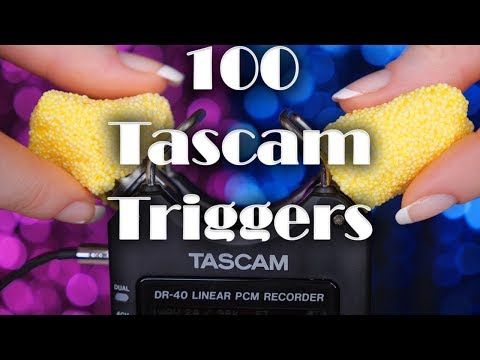 100
Tascam
Triggers
TASCAM
DR-40 LINEAR PCM RECORDER
DUAL